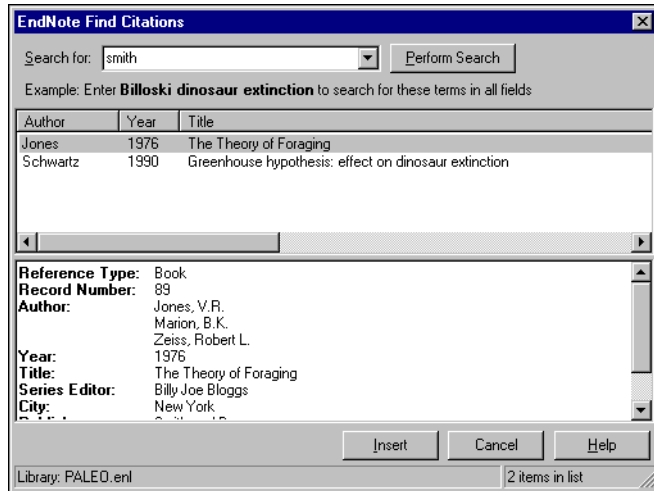 EndNote Find Citations
Search for: smith Perform Search
Example: Enter Billoski dinosaur extinction to search for these terms in all fields
Author Year Title
Jones 1976 The Theory of Foraging
Schwartz 1990 Greenhouse hypothesis: effect on dinosaur extinction
Reference Type: Book
Record Number: 89
Author: Jones, V.R.
Marion, B.K.
Zeiss, Robert L.
Year: 1976
Title: The Theory of Foraging
Series Editor: Billy Joe Bloggs
City: New York
Insert Cancel Help
Library: PALEO.enl 2 items in list